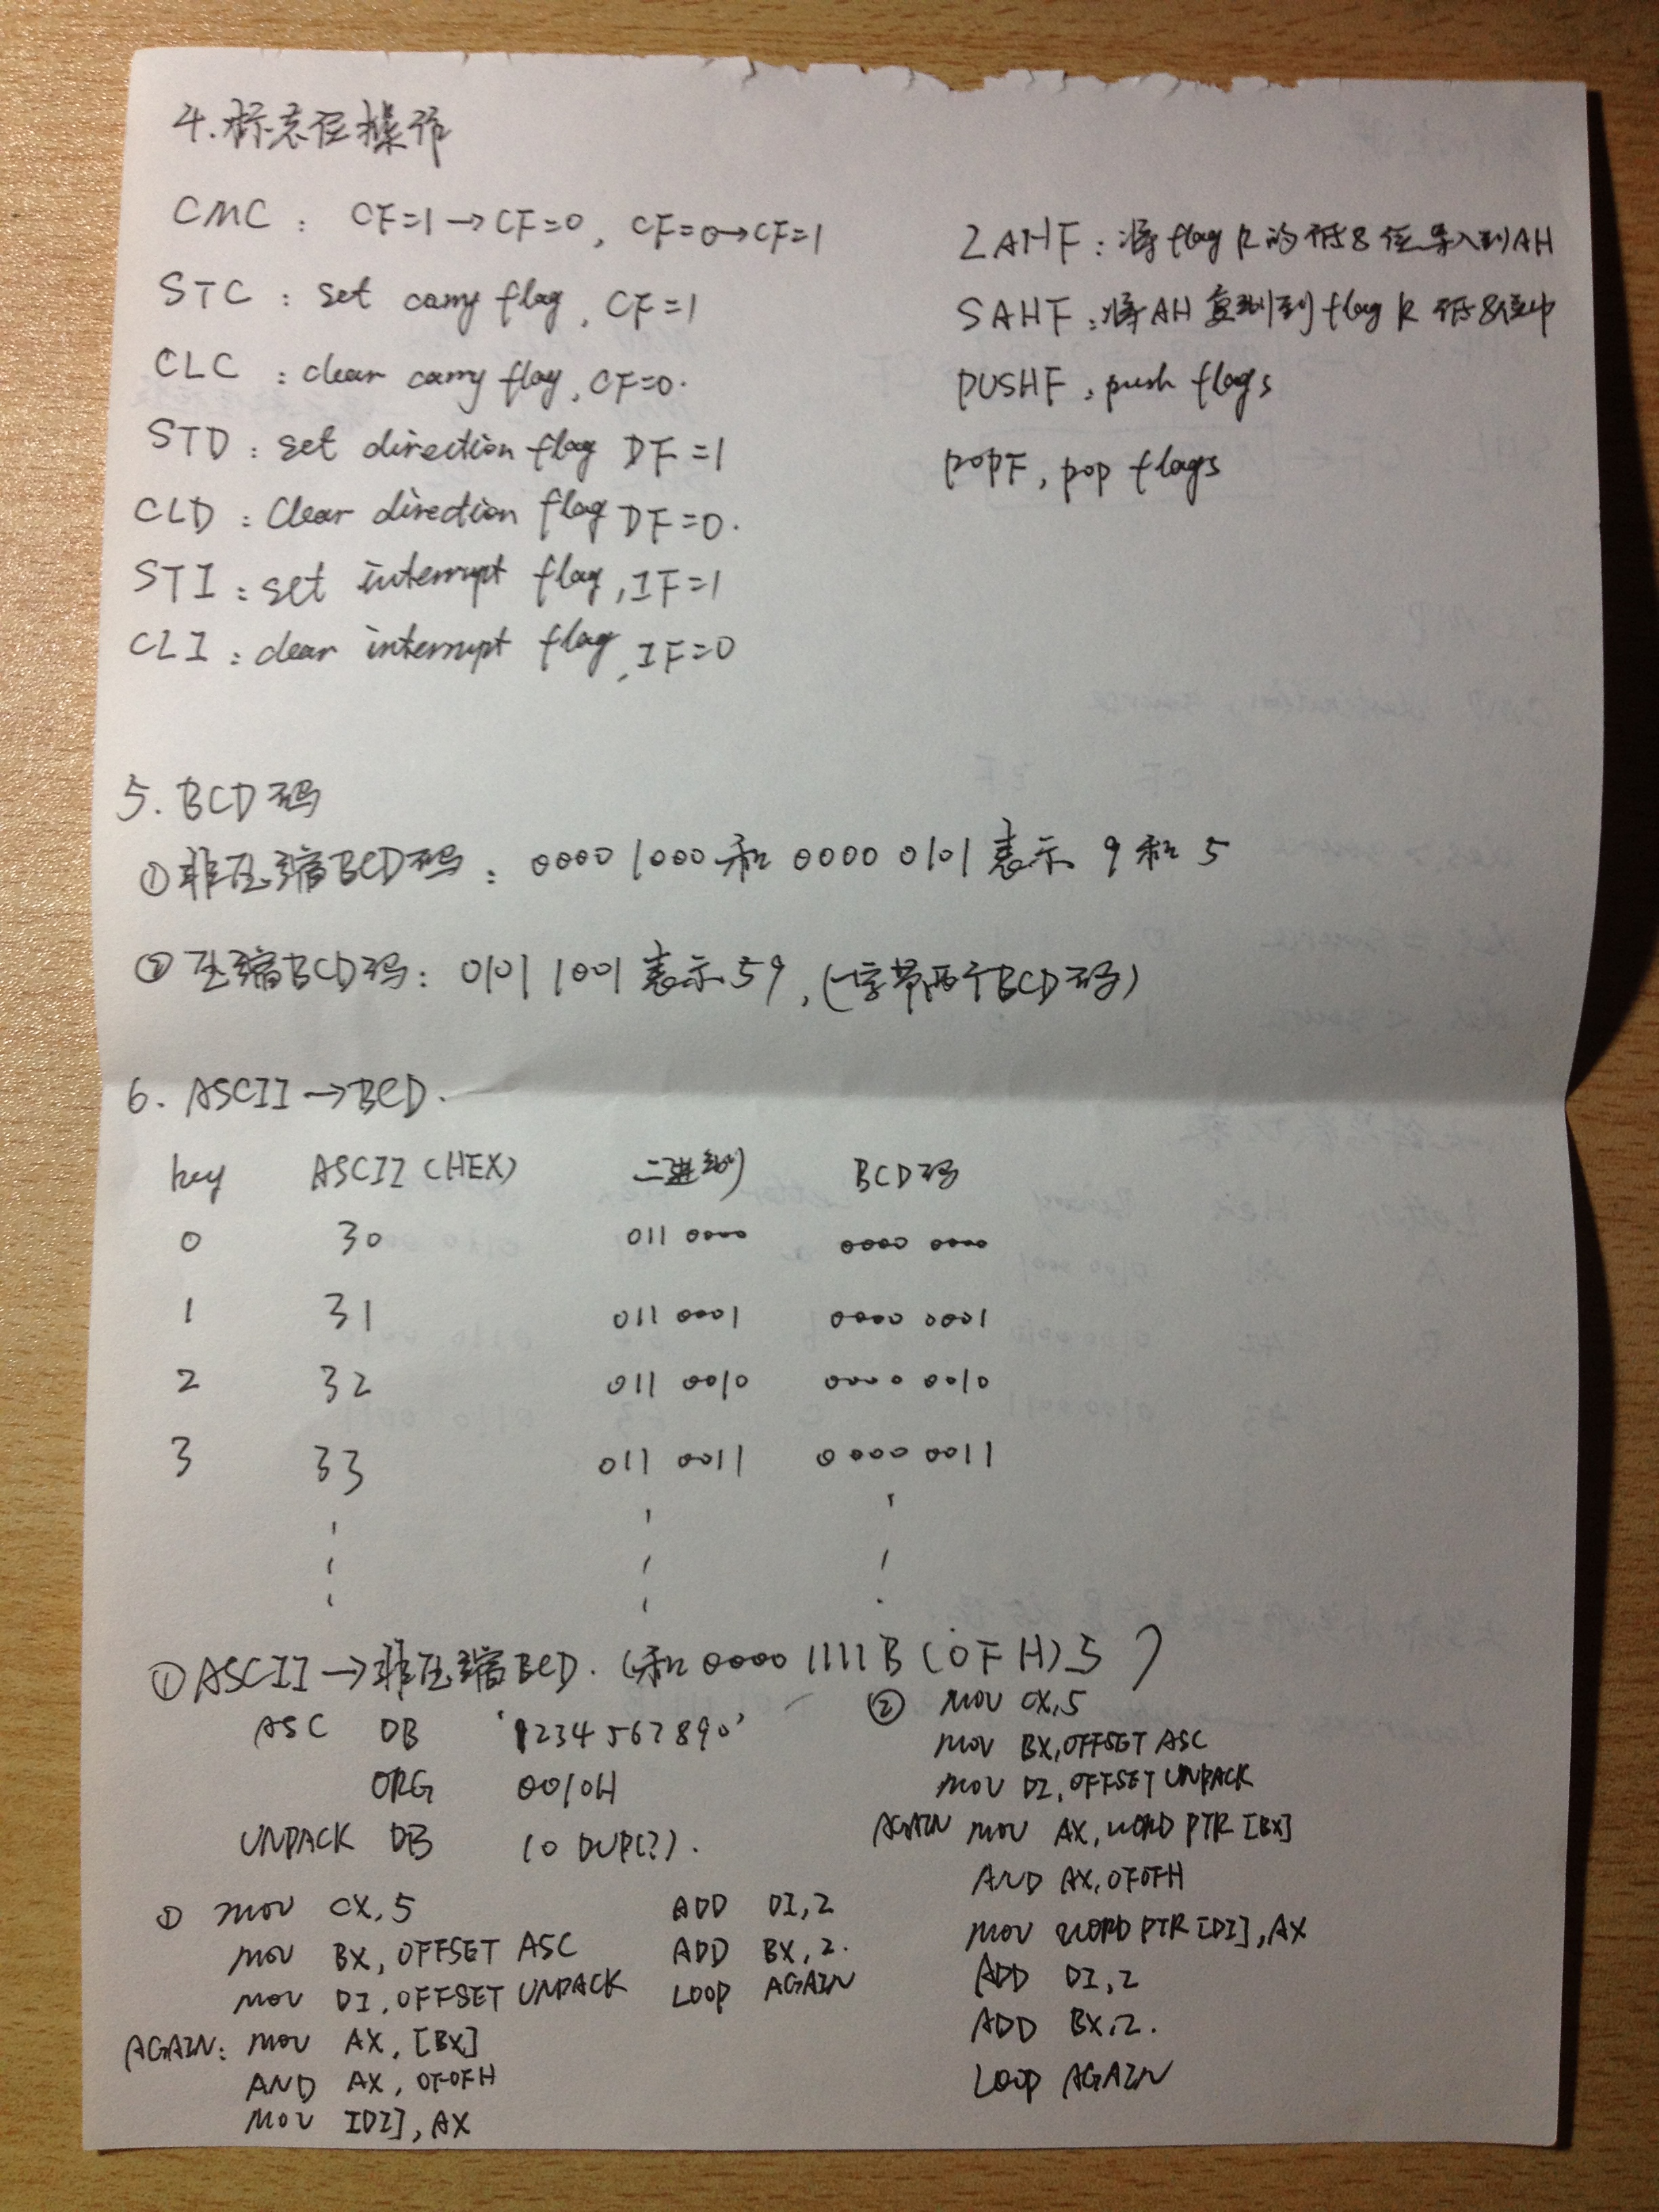 4.标志位操作
CMC : CF=1→CF=0, CF=0→CF=1
STC : set carry flag, CF=1
CLC : clear carry flag, CF=0.
STD : set direction flag DF=1
CLD : Clear direction flag DF=0.
STI : set interrupt flag, IF=1
CLI : clear interrupt flag, IF=0
LAHF : 将flag R的低8位导入到AH
SAHF : 将AH复制到flag R低8位中
PUSHF, push flags
POPF, pop flags
5. BCD码
①非压缩BCD码 : 0000 1000 和 0000 0101 表示 9 和 5
②压缩BCD码: 0101 1001 表示59, (一字节两个BCD码)
6. ASCII→BCD.
key ASCII (HEX) 二进制 BCD码
0 30 011 0000 0000 0000
1 31 011 0001 0000 0001
2 32 011 0010 0000 0010
3 33 011 0011 0000 0011
①ASCII→非压缩BCD. (和0000 1111B (0FH)与)
ASC DB '1234567890'
ORG 0010H
UNPACK DB 10 DUP(?).
① MOV CX,5
MOV BX, OFFSET ASC
MOV DI, OFFSET UNPACK
AGAIN: MOV AX, [BX]
AND AX, 0F0FH
MOV [DI], AX
ADD DI,2
ADD BX,2.
LOOP AGAIN
② MOV CX,5
MOV BX,OFFSET ASC
MOV DI, OFFSET UNPACK
AGAIN MOV AX, WORD PTR [BX]
AND AX, 0F0FH
MOV WORD PTR [DI], AX
ADD DI,2
ADD BX,2.
LOOP AGAIN